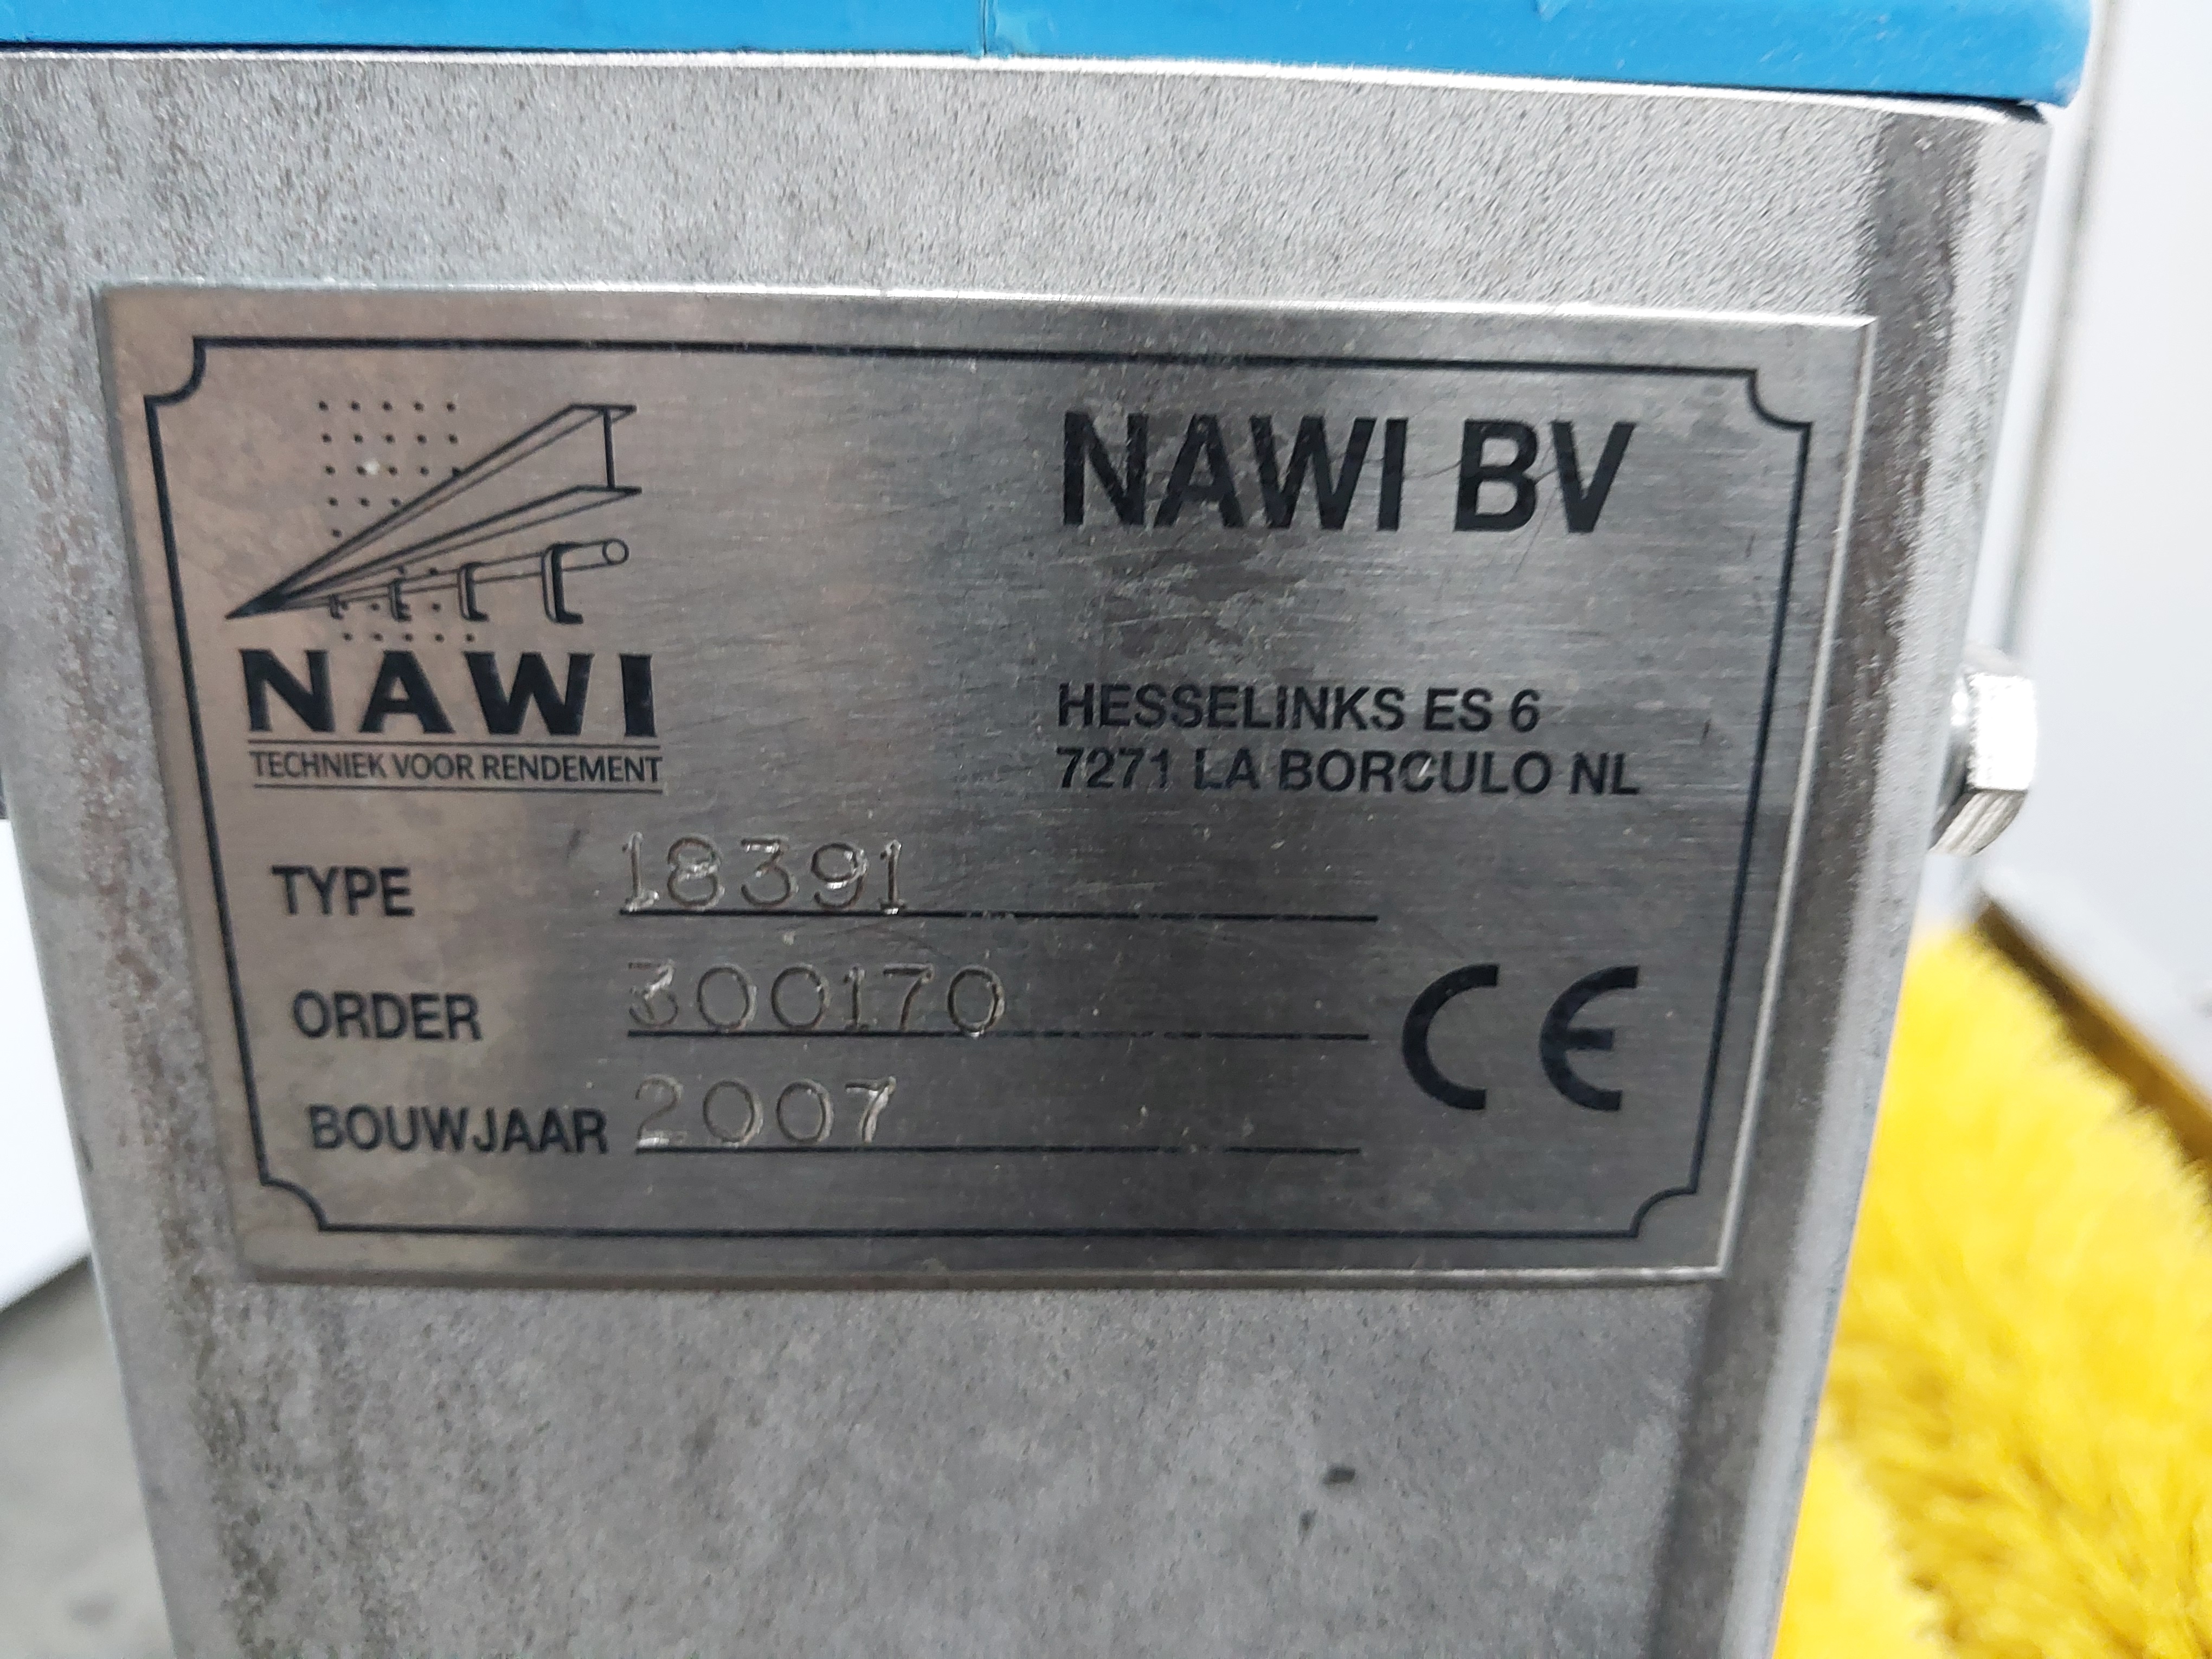 NAWI BV
NAWI
TECHNIEK VOOR RENDEMENT
HESSELINKS ES 6
7271 LA BORCULO NL
TYPE 18391
ORDER 300170
BOUWJAAR 2007
CE